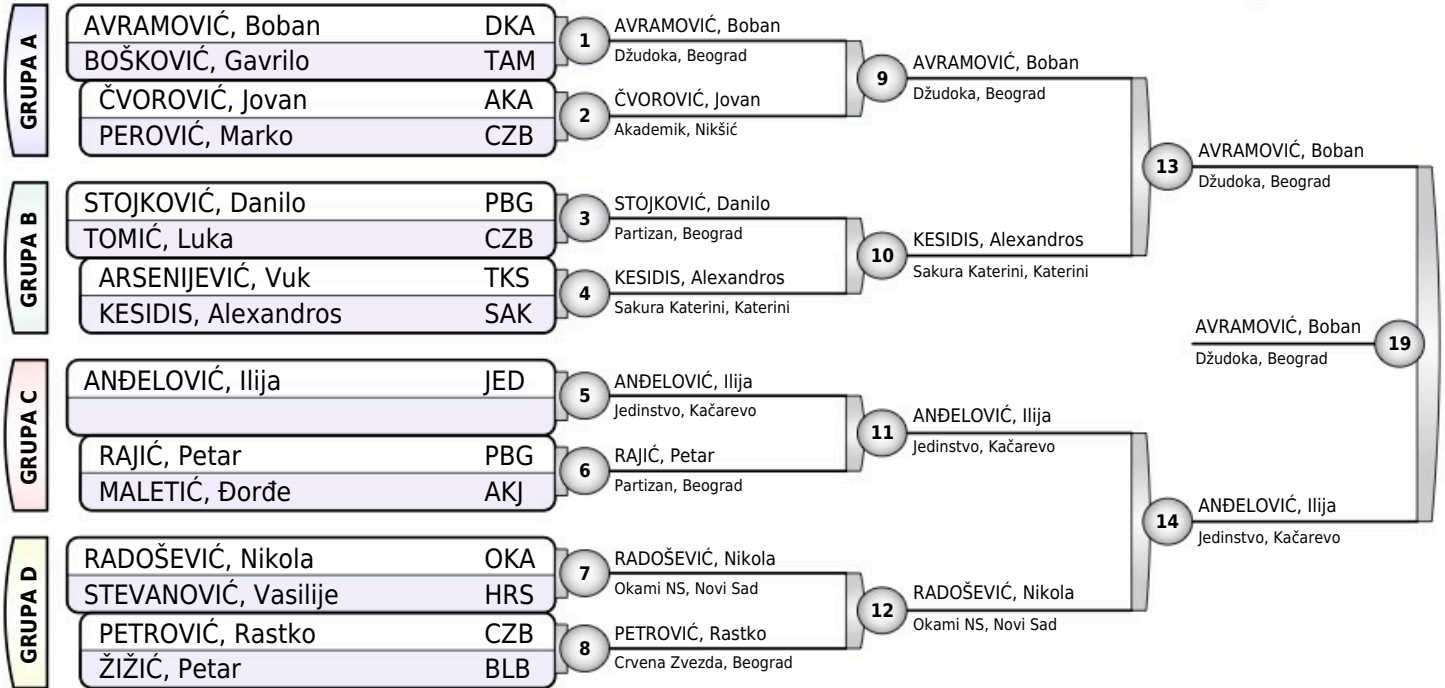 GRUPA A
AVRAMOVIĆ, Boban DKA
BOŠKOVIĆ, Gavrilo TAM
ČVOROVIĆ, Jovan AKA
PEROVIĆ, Marko CZB
GRUPA B
STOJKOVIĆ, Danilo PBG
TOMIĆ, Luka CZB
ARSENIJEVIĆ, Vuk TKS
KESIDIS, Alexandros SAK
GRUPA C
ANĐELOVIĆ, Ilija JED
RAJIĆ, Petar PBG
MALETIĆ, Đorđe AKJ
GRUPA D
RADOŠEVIĆ, Nikola OKA
STEVANOVIĆ, Vasilije HRS
PETROVIĆ, Rastko CZB
ŽIŽIĆ, Petar BLB
1 AVRAMOVIĆ, Boban
Džudoka, Beograd
2 ČVOROVIĆ, Jovan
Akademik, Nikšić
3 STOJKOVIĆ, Danilo
Partizan, Beograd
4 KESIDIS, Alexandros
Sakura Katerini, Katerini
5 ANĐELOVIĆ, Ilija
Jedinstvo, Kačarevo
6 RAJIĆ, Petar
Partizan, Beograd
7 RADOŠEVIĆ, Nikola
Okami NS, Novi Sad
8 PETROVIĆ, Rastko
Crvena Zvezda, Beograd
9 AVRAMOVIĆ, Boban
Džudoka, Beograd
10 KESIDIS, Alexandros
Sakura Katerini, Katerini
11 ANĐELOVIĆ, Ilija
Jedinstvo, Kačarevo
12 RADOŠEVIĆ, Nikola
Okami NS, Novi Sad
13 AVRAMOVIĆ, Boban
Džudoka, Beograd
14 ANĐELOVIĆ, Ilija
Jedinstvo, Kačarevo
AVRAMOVIĆ, Boban 19
Džudoka, Beograd